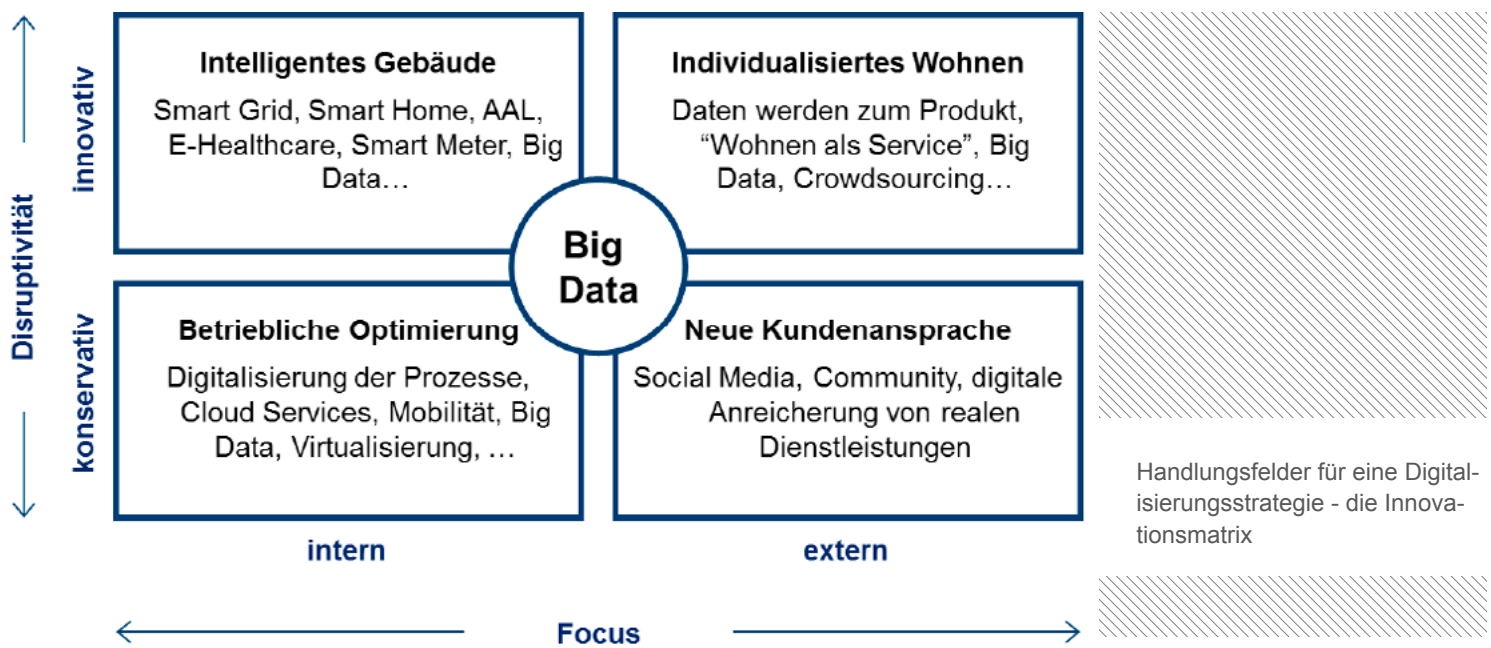 Disruptivität
innovativ
konservativ
Intelligentes Gebäude
Smart Grid, Smart Home, AAL,
E-Healthcare, Smart Meter, Big
Data…
Individualisiertes Wohnen
Daten werden zum Produkt,
“Wohnen als Service”, Big
Data, Crowdsourcing…
Big
Data
Betriebliche Optimierung
Digitalisierung der Prozesse,
Cloud Services, Mobilität, Big
Data, Virtualisierung, …
Neue Kundenansprache
Social Media, Community, digitale
Anreicherung von realen
Dienstleistungen
intern
extern
Focus
Handlungsfelder für eine Digital-
isierungsstrategie - die Innova-
tionsmatrix